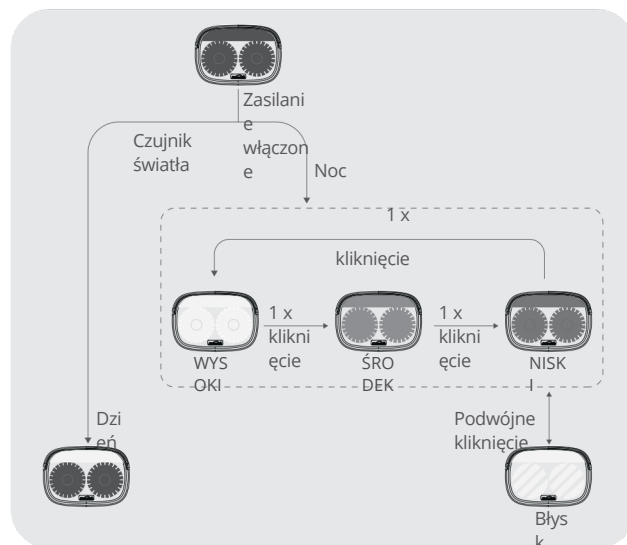 Zasilani
e
włączon
e
Czujnik
światła
Noc
1 x
kliknięcie
1 x
klikni
ęcie
1 x
klikni
ęcie
WYS
OKI
ŚRO
DEK
NISK
I
Dzi
eń
Podwójne
kliknięcie
Błys
k